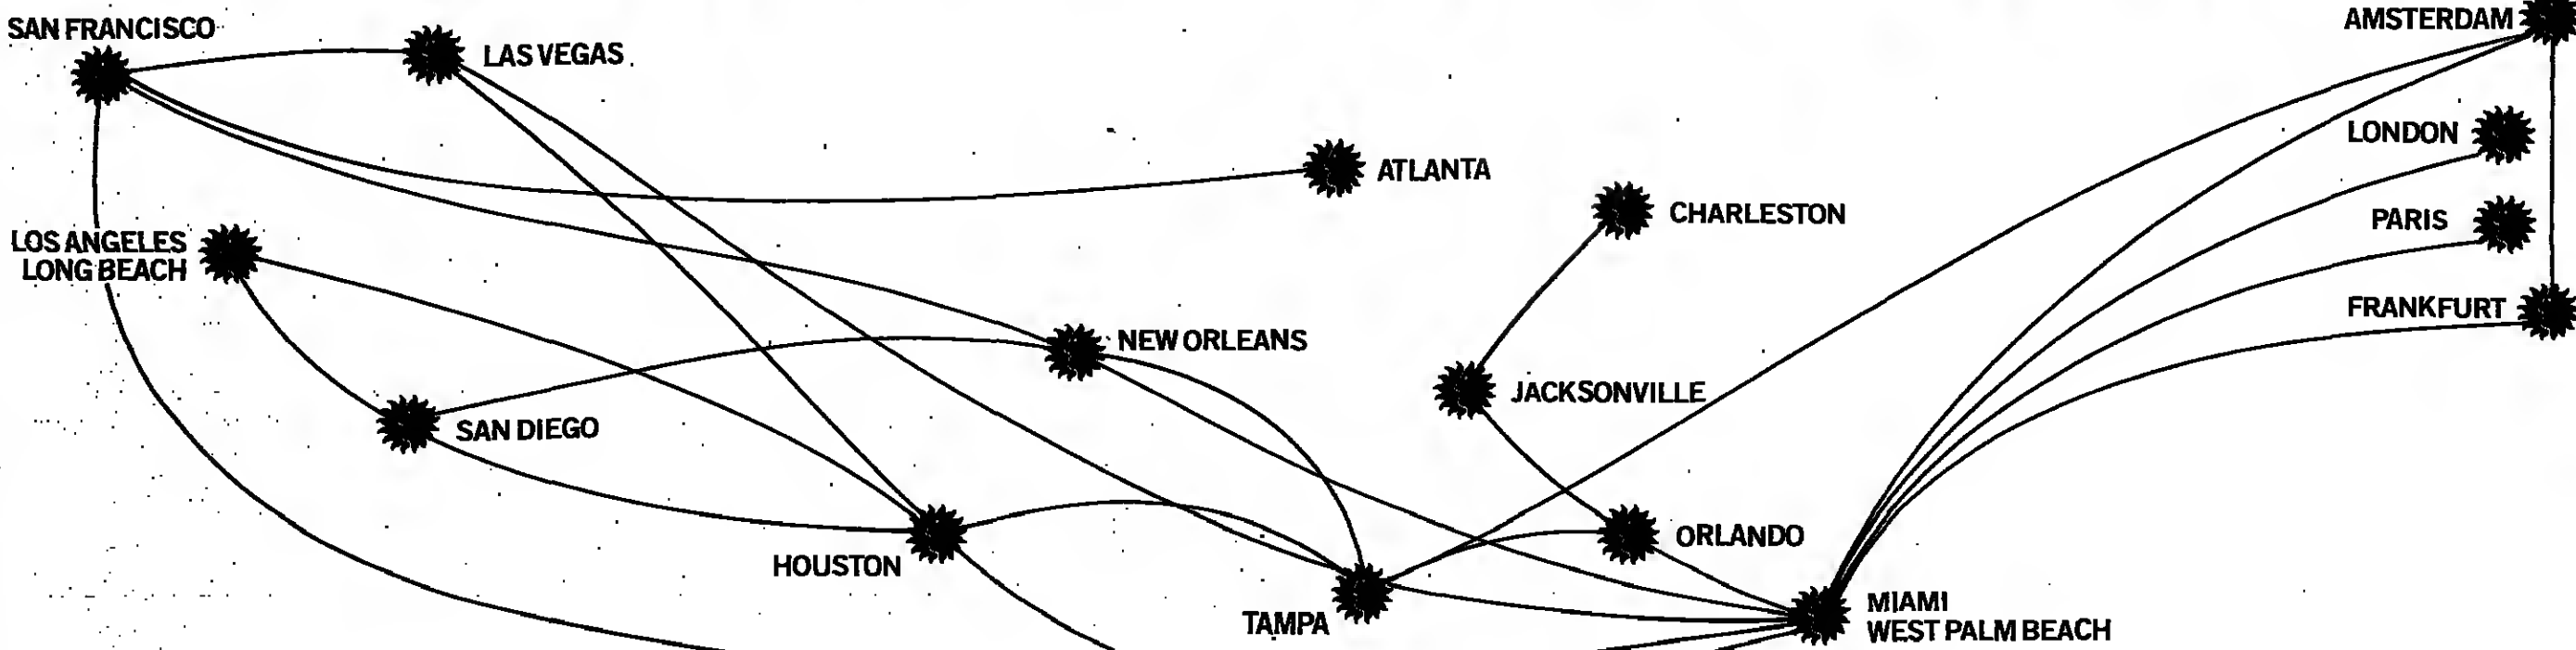 SAN FRANCISCO
LAS VEGAS
AMSTERDAM
LONDON
ATLANTA
CHARLESTON
PARIS
LOS ANGELES
LONG BEACH
FRANKFURT
NEW ORLEANS
JACKSONVILLE
SAN DIEGO
ORLANDO
HOUSTON
TAMPA
MIAMI
WEST PALM BEACH